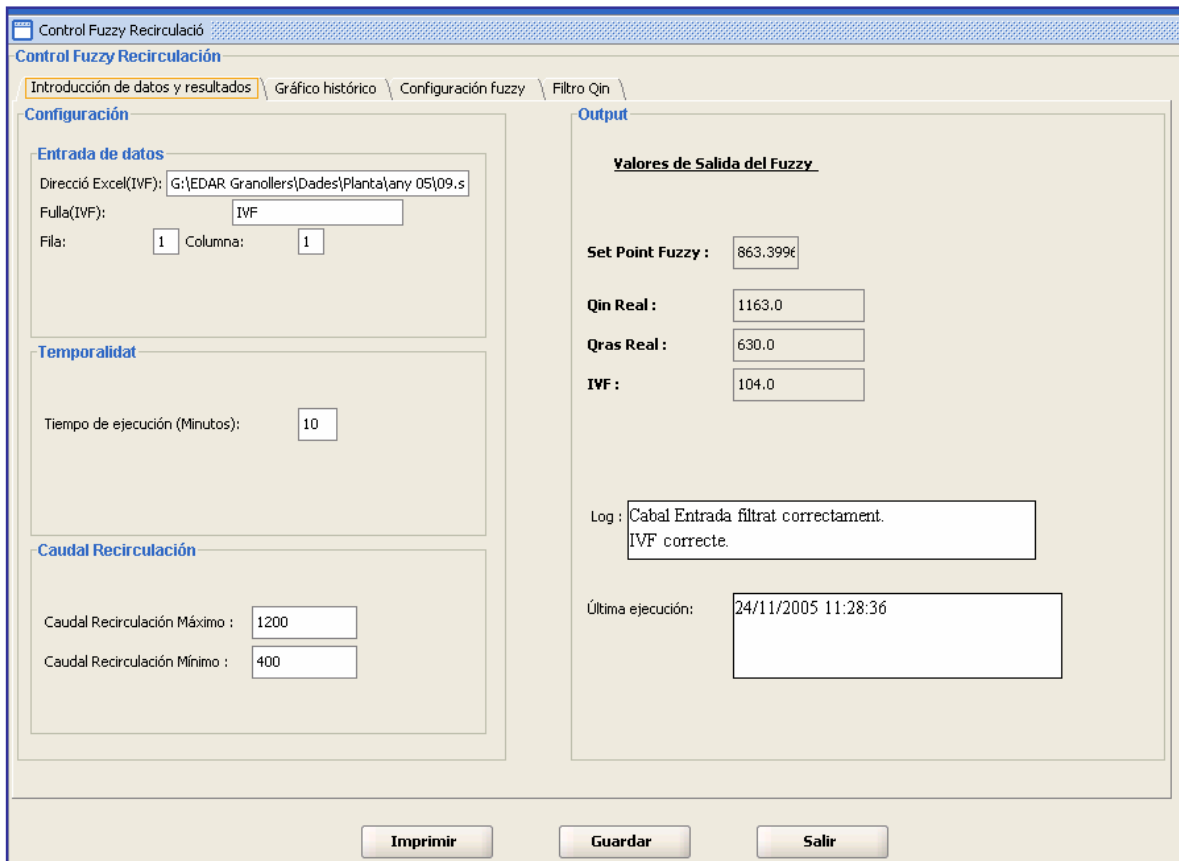 Control Fuzzy Recirculació
Control Fuzzy Recirculación
Introducción de datos y resultados Gráfico histórico Configuración fuzzy Filtro Qin
Configuración
Entrada de datos
Direcció Excel(IVF): G:\EDAR Granollers\Dades\Planta\any 05\09.s
Fulla(IVF): IVF
Fila: 1 Columna: 1
Temporalidat
Tiempo de ejecución (Minutos): 10
Caudal Recirculación
Caudal Recirculación Máximo : 1200
Caudal Recirculación Mínimo : 400
Output
Valores de Salida del Fuzzy
Set Point Fuzzy : 863.3996
Qin Real : 1163.0
Qras Real : 630.0
IVF : 104.0
Log : Cabal Entrada filtrat correctament.
IVF correcte.
Última ejecución: 24/11/2005 11:28:36
Imprimir Guardar Salir